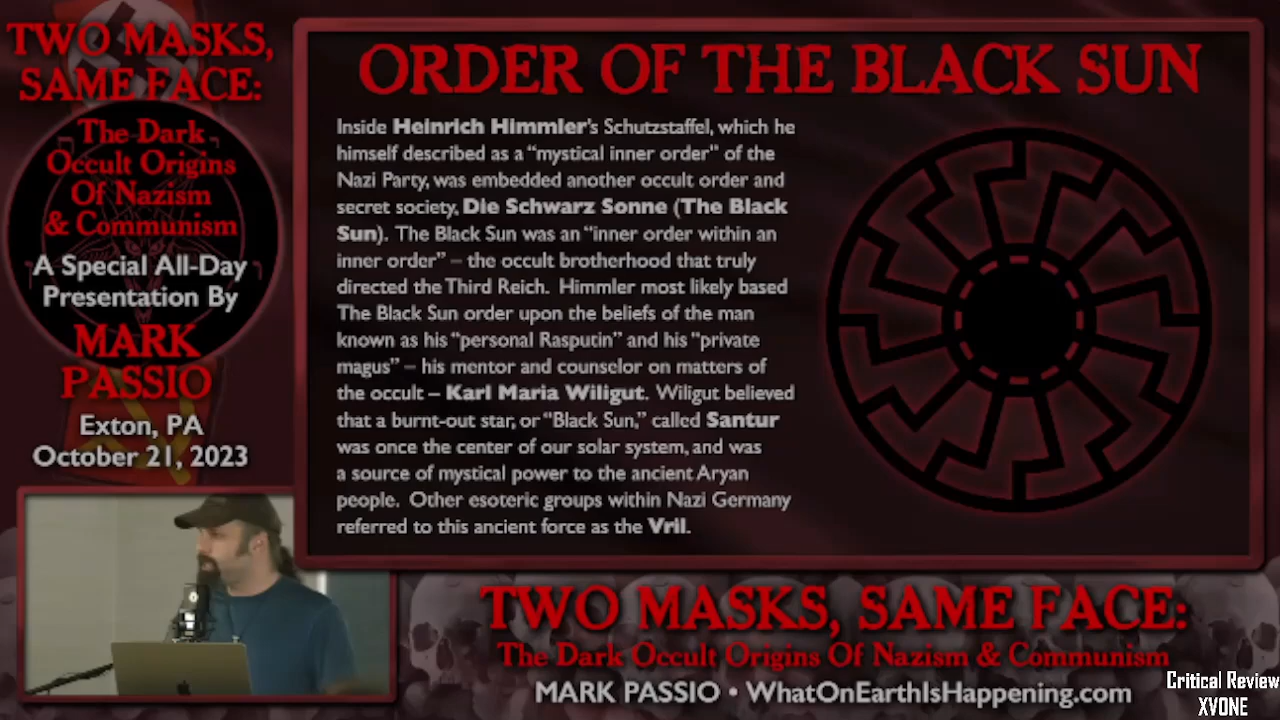 TWO MASKS,
SAME FACE:
The Dark
Occult Origins
Of Nazism
& Communism
A Special All-Day
Presentation By
MARK
PASSIO
Exton, PA
October 21, 2023
ORDER OF THE BLACK SUN
Inside Heinrich Himmler's Schutzstaffel, which he
himself described as a “mystical inner order” of the
Nazi Party, was embedded another occult order and
secret society, Die Schwarz Sonne (The Black
Sun). The Black Sun was an “inner order within an
inner order” – the occult brotherhood that truly
directed the Third Reich. Himmler most likely based
The Black Sun order upon the beliefs of the man
known as his “personal Rasputin” and his “private
magus” – his mentor and counselor on matters of
the occult – Karl Maria Wiligut. Wiligut believed
that a burnt-out star, or “Black Sun,” called Santur
was once the center of our solar system, and was
a source of mystical power to the ancient Aryan
people. Other esoteric groups within Nazi Germany
referred to this ancient force as the Vril.
TWO MASKS, SAME FACE:
The Dark Occult Origins Of Nazism & Communism
MARK PASSIO • WhatOnEarthIsHappening.com
Critical Review
XVONE